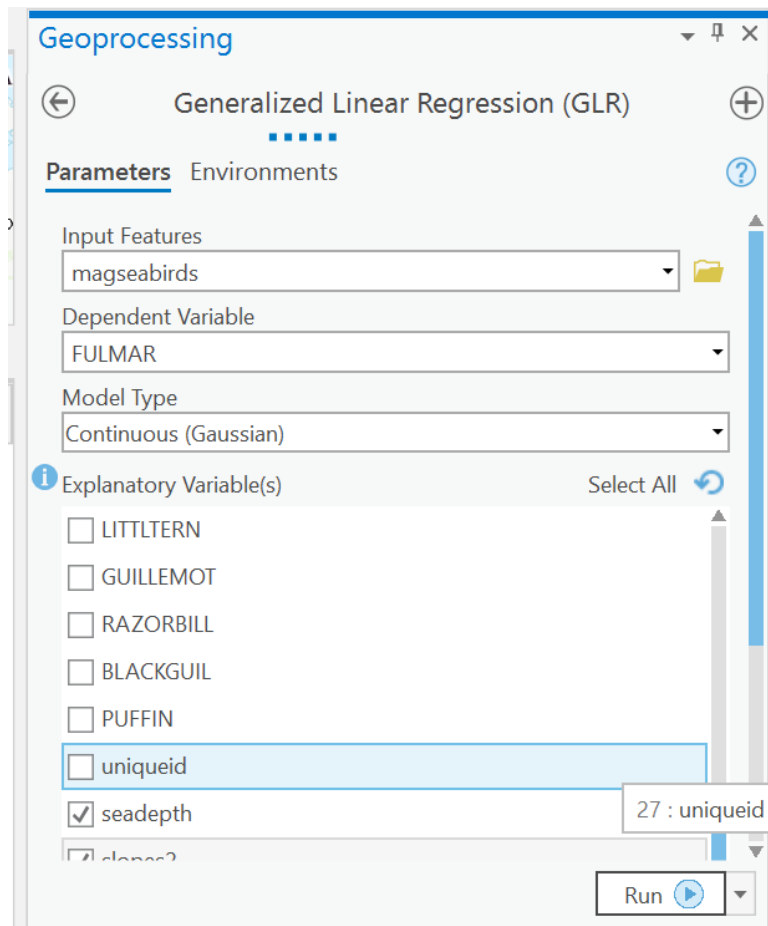 Geoprocessing
Generalized Linear Regression (GLR)
Parameters Environments
Input Features
magseabirds
Dependent Variable
FULMAR
Model Type
Continuous (Gaussian)
Explanatory Variable(s) Select All
LITTLTERN
GUILLEMOT
RAZORBILL
BLACKGUIL
PUFFIN
uniqueid
seadepth
27 : uniqueid
slopes2
Run